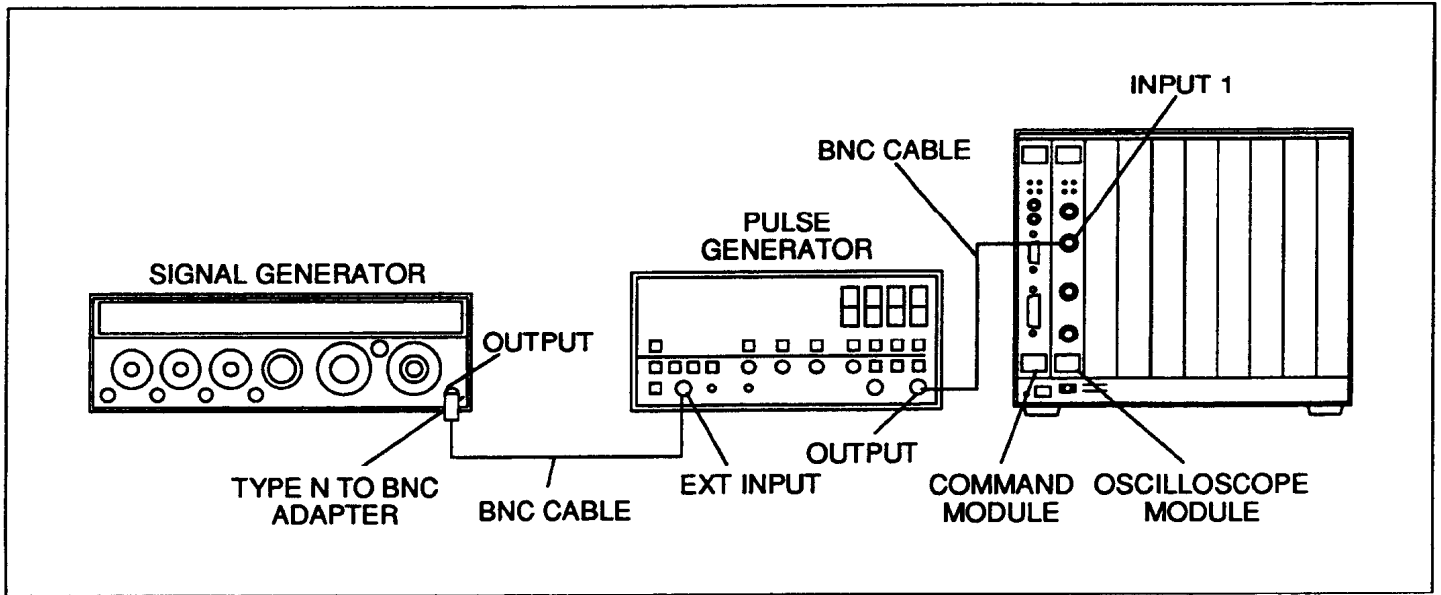 INPUT 1
BNC CABLE
PULSE
GENERATOR
SIGNAL GENERATOR
OUTPUT
TYPE N TO BNC
ADAPTER
BNC CABLE
EXT INPUT
OUTPUT
COMMAND
MODULE
OSCILLOSCOPE
MODULE